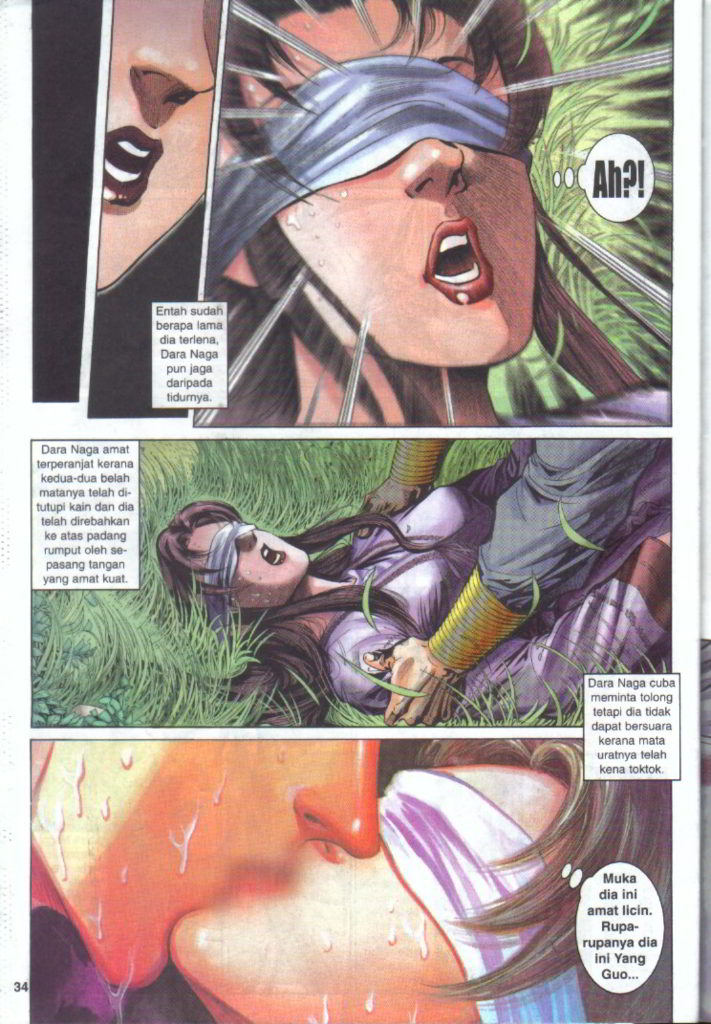 Ah?!
Entah sudah
berapa lama
dia terlena,
Dara Naga
pun jaga
daripada
tidurnya.
Dara Naga amat
terperanjat kerana
kedua-dua belah
matanya telah di-
tutupi kain dan dia
telah direbahkan
ke atas padang
rumput oleh se-
pasang tangan
yang amat kuat.
Dara Naga cuba
meminta tolong
tetapi dia tidak
dapat bersuara
kerana mata
uratnya telah
kena toktok.
Muka
dia ini
amat licin.
Rupa-
rupanya dia
ini Yang
Guo...
34